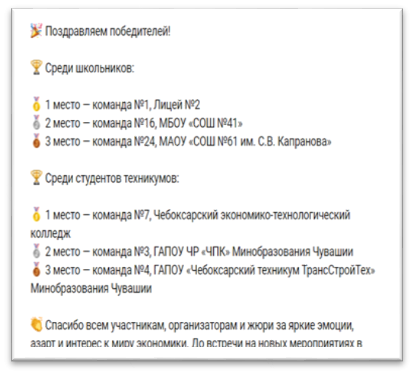 🎉 Поздравляем победителей!
🏆 Среди школьников:
🥇 1 место — команда №1, Лицей №2
🥈 2 место — команда №16, МБОУ «СОШ №41»
🥉 3 место — команда №24, МАОУ «СОШ №61 им. С.В. Капранова»
🏆 Среди студентов техникумов:
🥇 1 место — команда №7, Чебоксарский экономико-технологический
колледж
🥈 2 место — команда №3, ГАПОУ ЧР «ЧПК» Минобразования Чувашии
🥉 3 место — команда №4, ГАПОУ «Чебоксарский техникум ТрансСтройТех»
Минобразования Чувашии
👏 Спасибо всем участникам, организаторам и жюри за яркие эмоции,
азарт и интерес к миру экономики. До встречи на новых мероприятиях в